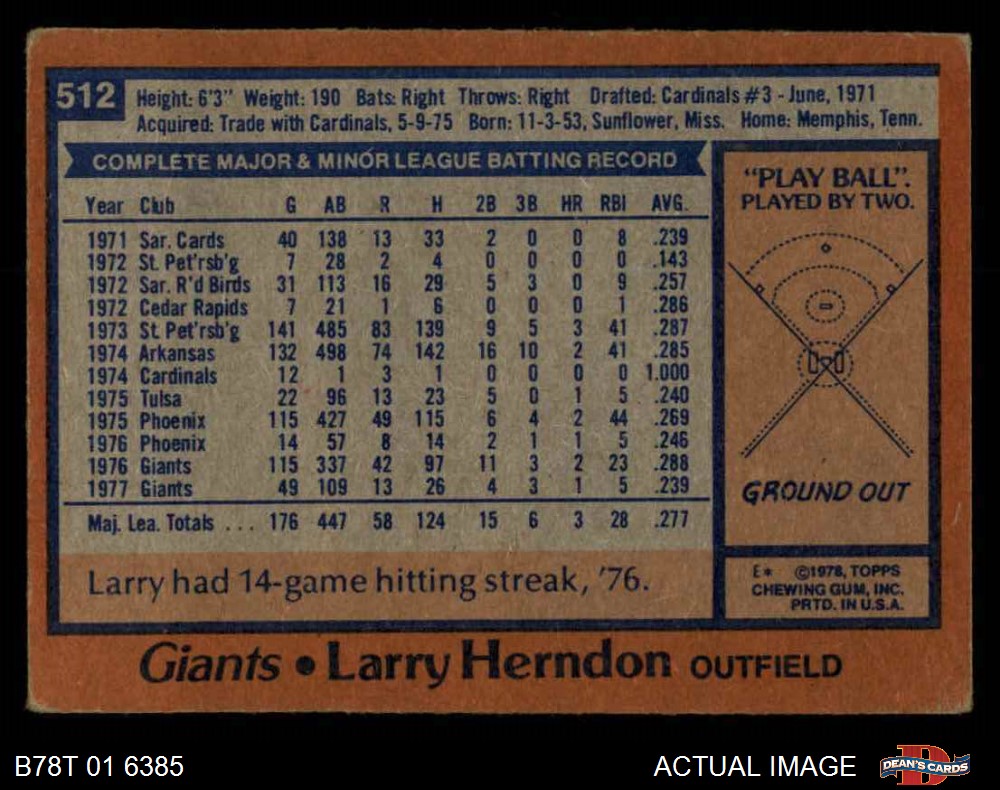 512
Height: 6'3" Weight: 190 Bats: Right Throws: Right Drafted: Cardinals #3 - June, 1971
Acquired: Trade with Cardinals, 5-9-75 Born: 11-3-53, Sunflower, Miss. Home: Memphis, Tenn.
COMPLETE MAJOR & MINOR LEAGUE BATTING RECORD
Year Club G AB R H 2B 3B HR RBI AVG.
1971 Sar. Cards 40 138 13 33 2 0 0 8 .239
1972 St. Pet'rsb'g 7 28 2 4 0 0 0 0 .143
1972 Sar. R'd Birds 31 113 16 29 5 3 0 9 .257
1972 Cedar Rapids 7 21 1 6 0 0 0 1 .286
1973 St. Pet'rsb'g 141 485 83 139 9 5 3 41 .287
1974 Arkansas 132 498 74 142 16 10 2 41 .285
1974 Cardinals 12 1 3 1 0 0 0 0 1.000
1975 Tulsa 22 96 13 23 5 0 1 5 .240
1975 Phoenix 115 427 49 115 6 4 2 44 .269
1976 Phoenix 14 57 8 14 2 1 1 5 .246
1976 Giants 115 337 42 97 11 3 2 23 .288
1977 Giants 49 109 13 26 4 3 1 5 .239
Maj. Lea. Totals ... 176 447 58 124 15 6 3 28 .277
Larry had 14-game hitting streak, '76.
"PLAY BALL".
PLAYED BY TWO.
GROUND OUT
E* ©1978, TOPPS
CHEWING GUM, INC.
PRTD. IN U.S.A.
Giants • Larry Herndon OUTFIELD
B78T 01 6385
ACTUAL IMAGE
DEAN'S CARDS